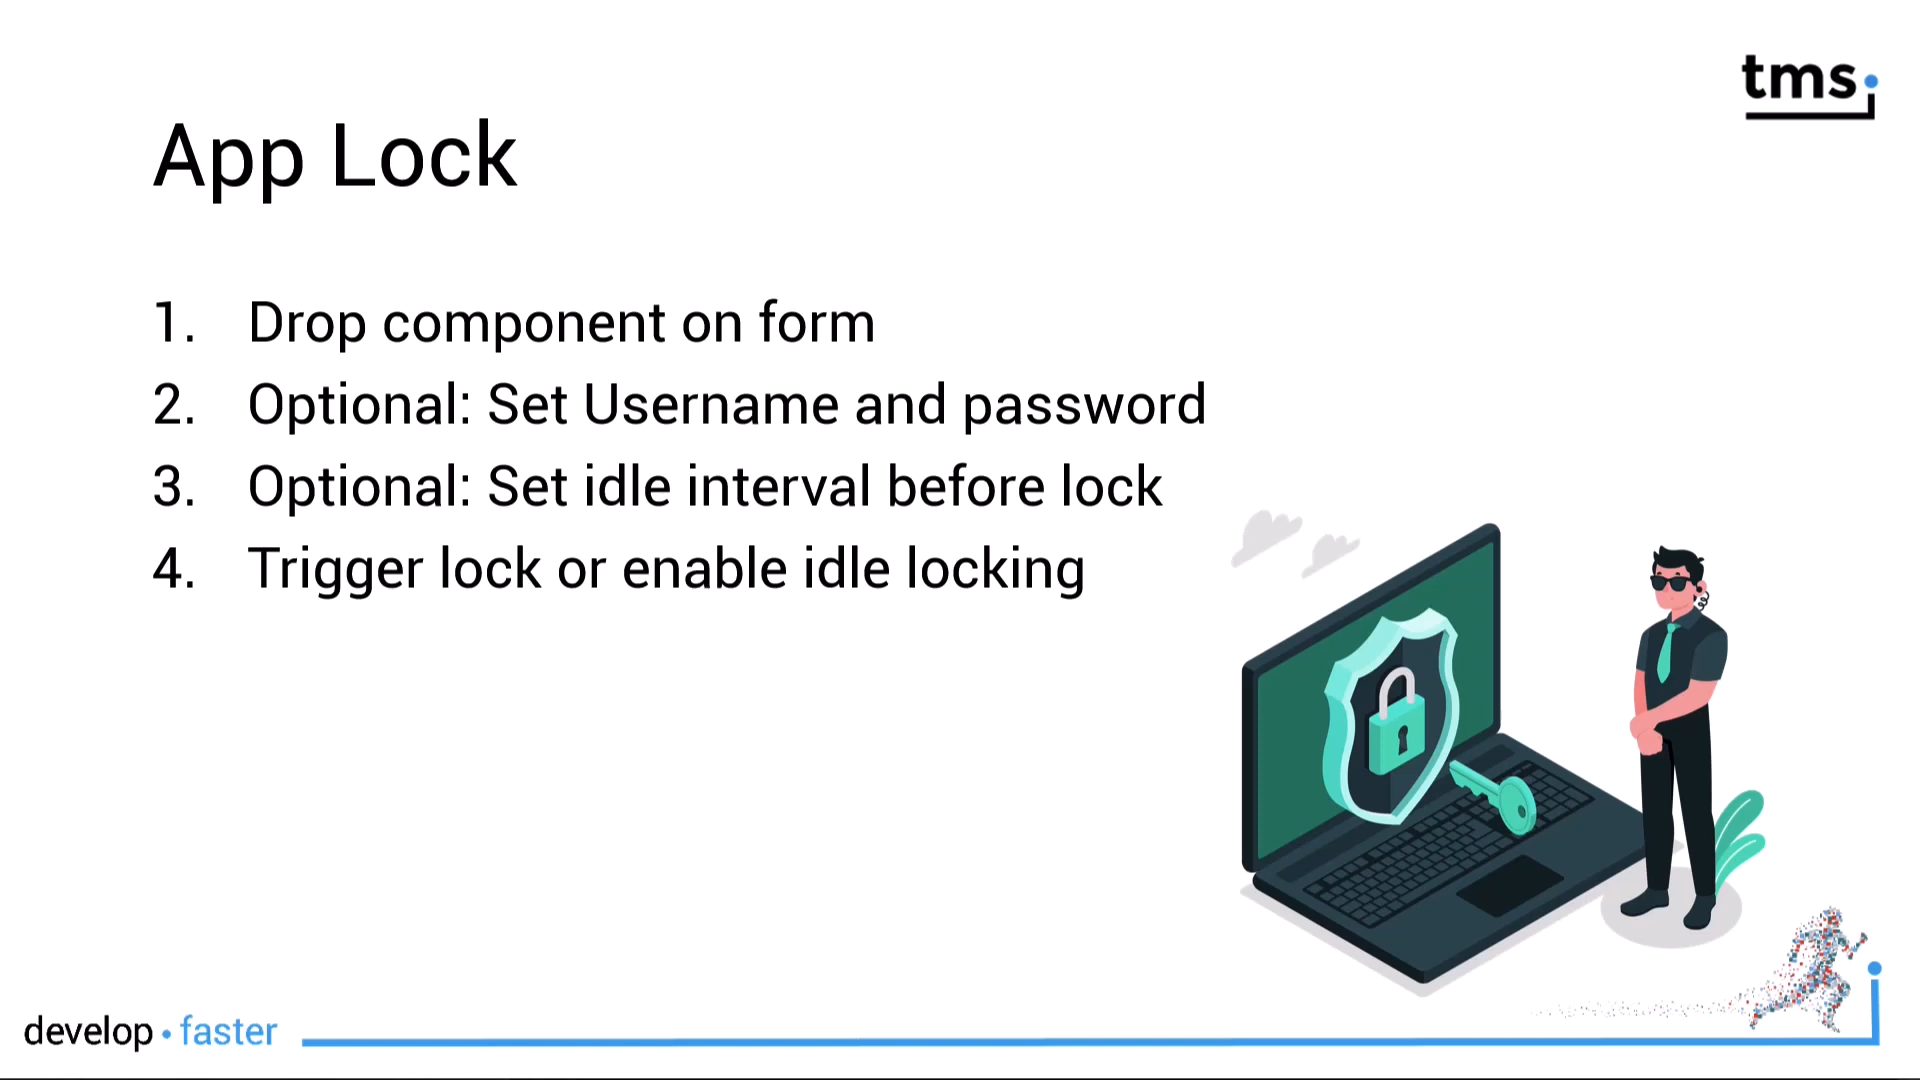 tms
App Lock
1. Drop component on form
2. Optional: Set Username and password
3. Optional: Set idle interval before lock
4. Trigger lock or enable idle locking
develop • faster